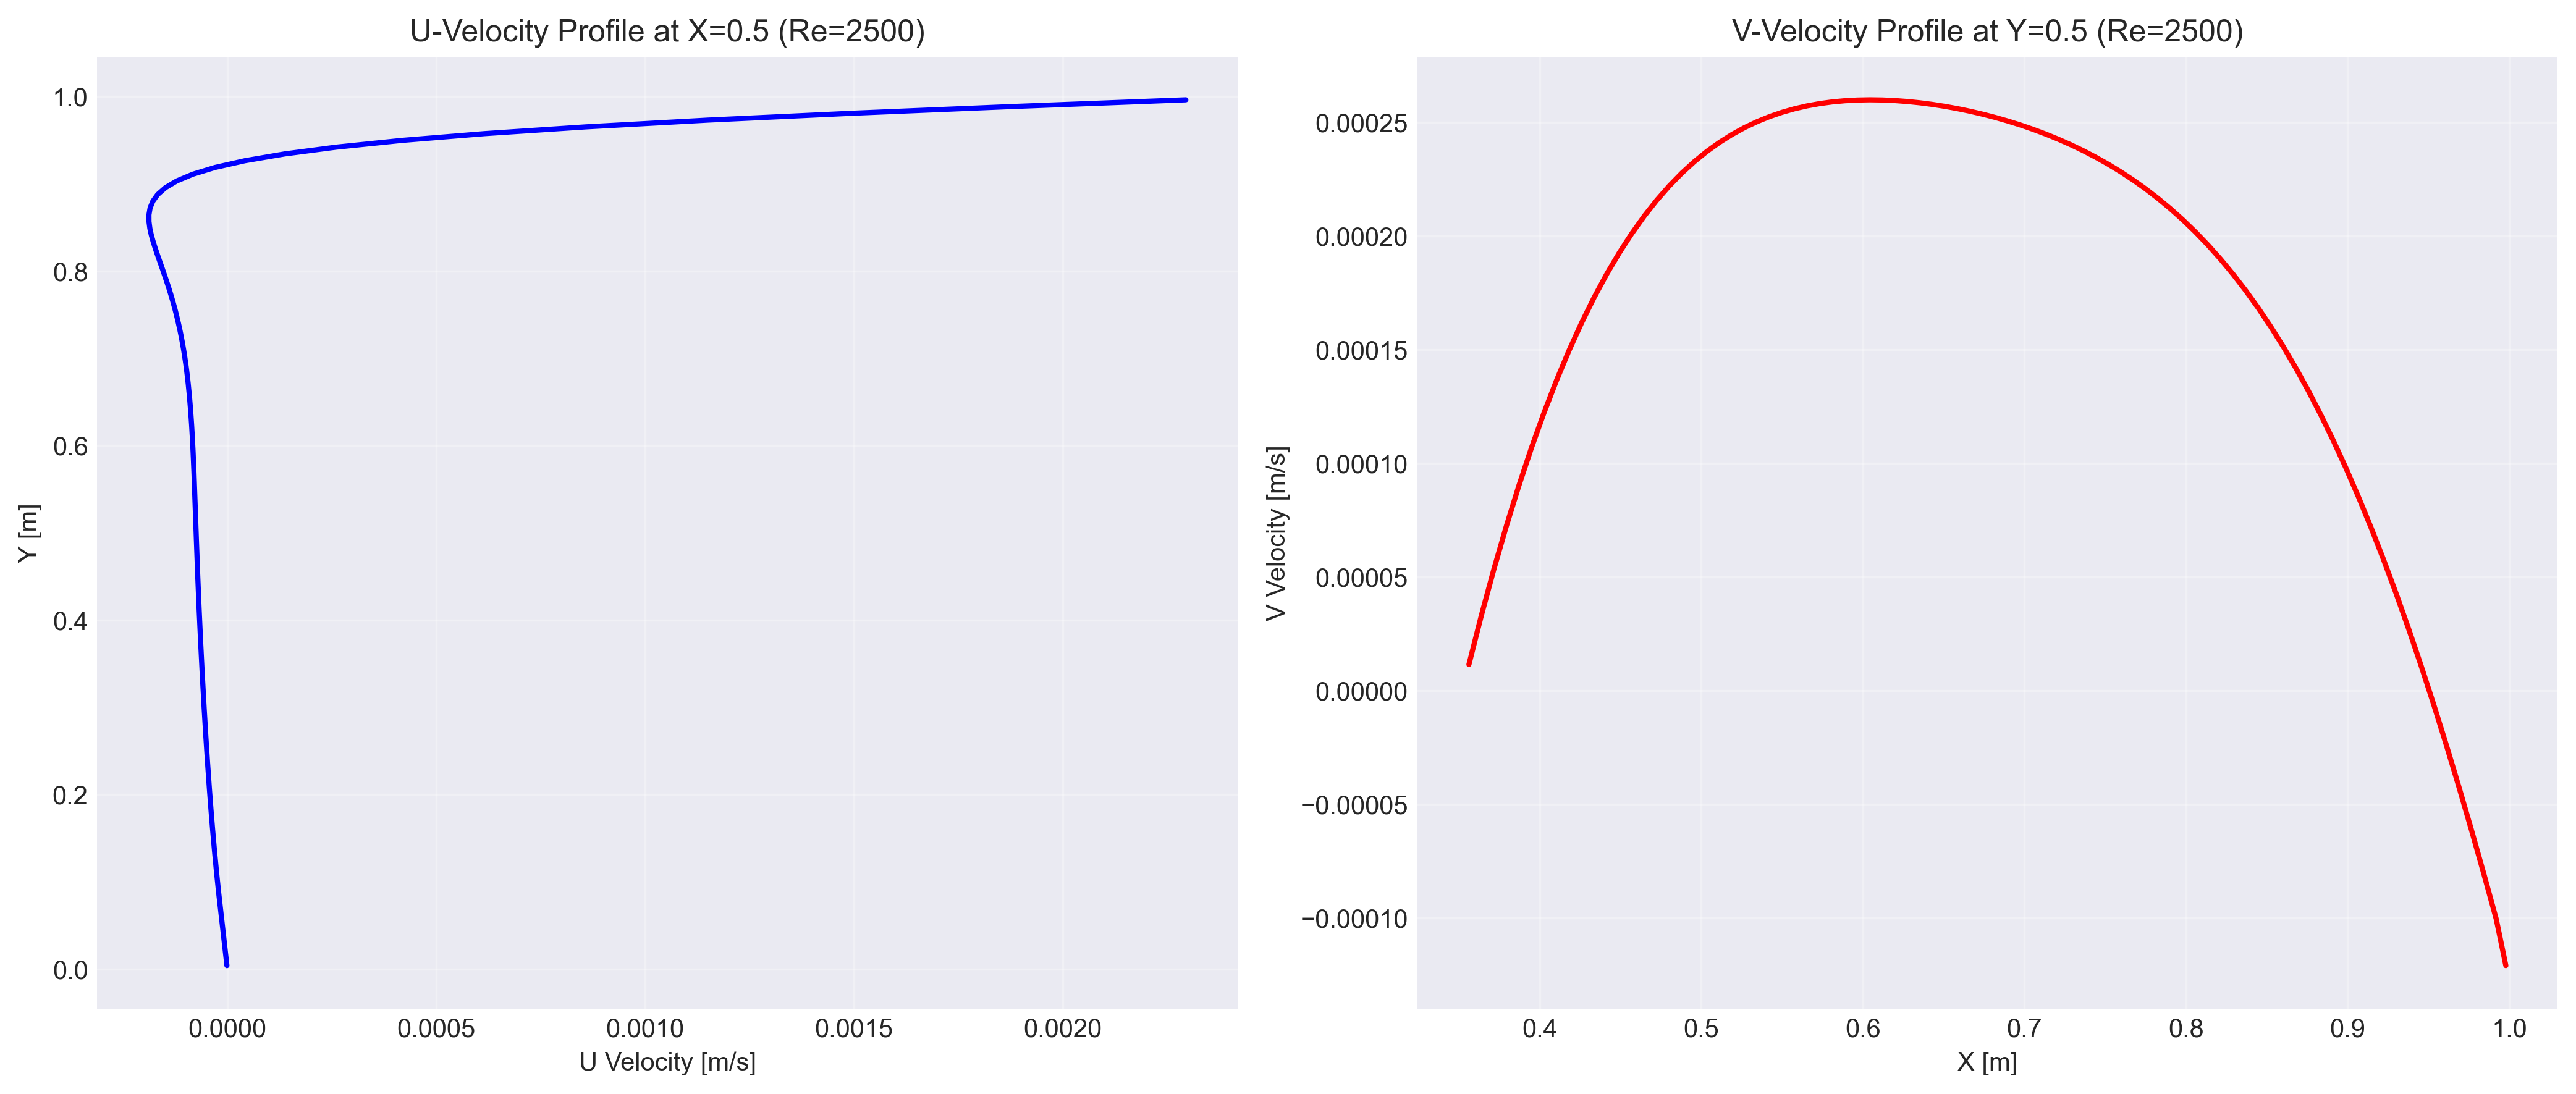 U-Velocity Profile at X=0.5 (Re=2500)
1.0
0.8
0.6
0.4
0.2
0.0
Y [m]
0.0000 0.0005 0.0010 0.0015 0.0020
U Velocity [m/s]
V-Velocity Profile at Y=0.5 (Re=2500)
0.00025
0.00020
0.00015
0.00010
0.00005
0.00000
−0.00005
−0.00010
V Velocity [m/s]
0.4 0.5 0.6 0.7 0.8 0.9 1.0
X [m]